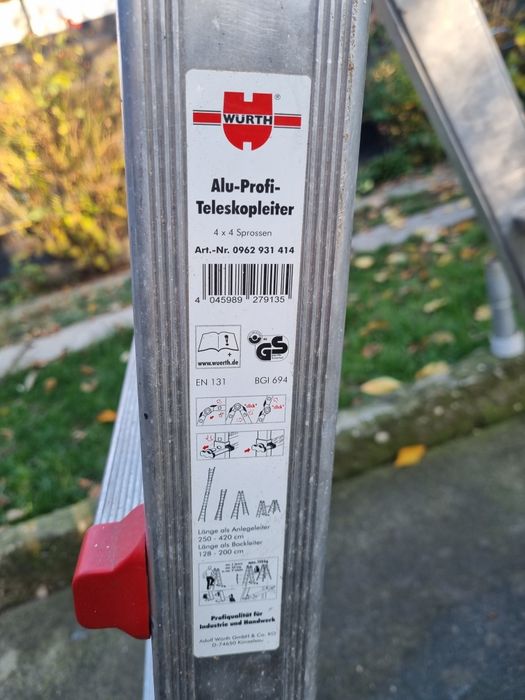 WÜRTH
®
Alu-Profi-
Teleskopleiter
4 x 4 Sprossen
Art.-Nr. 0962 931 414
4 045989 279135
www.wuerth.de
GS
EN 131 BGI 694
"click"
"click"
Länge als Anlegeleiter
250 - 420 cm
Länge als Bockleiter
128 - 200 cm
Profiqualität für
Industrie und Handwerk
Adolf Würth GmbH & Co. KG
D-74650 Künzelsau